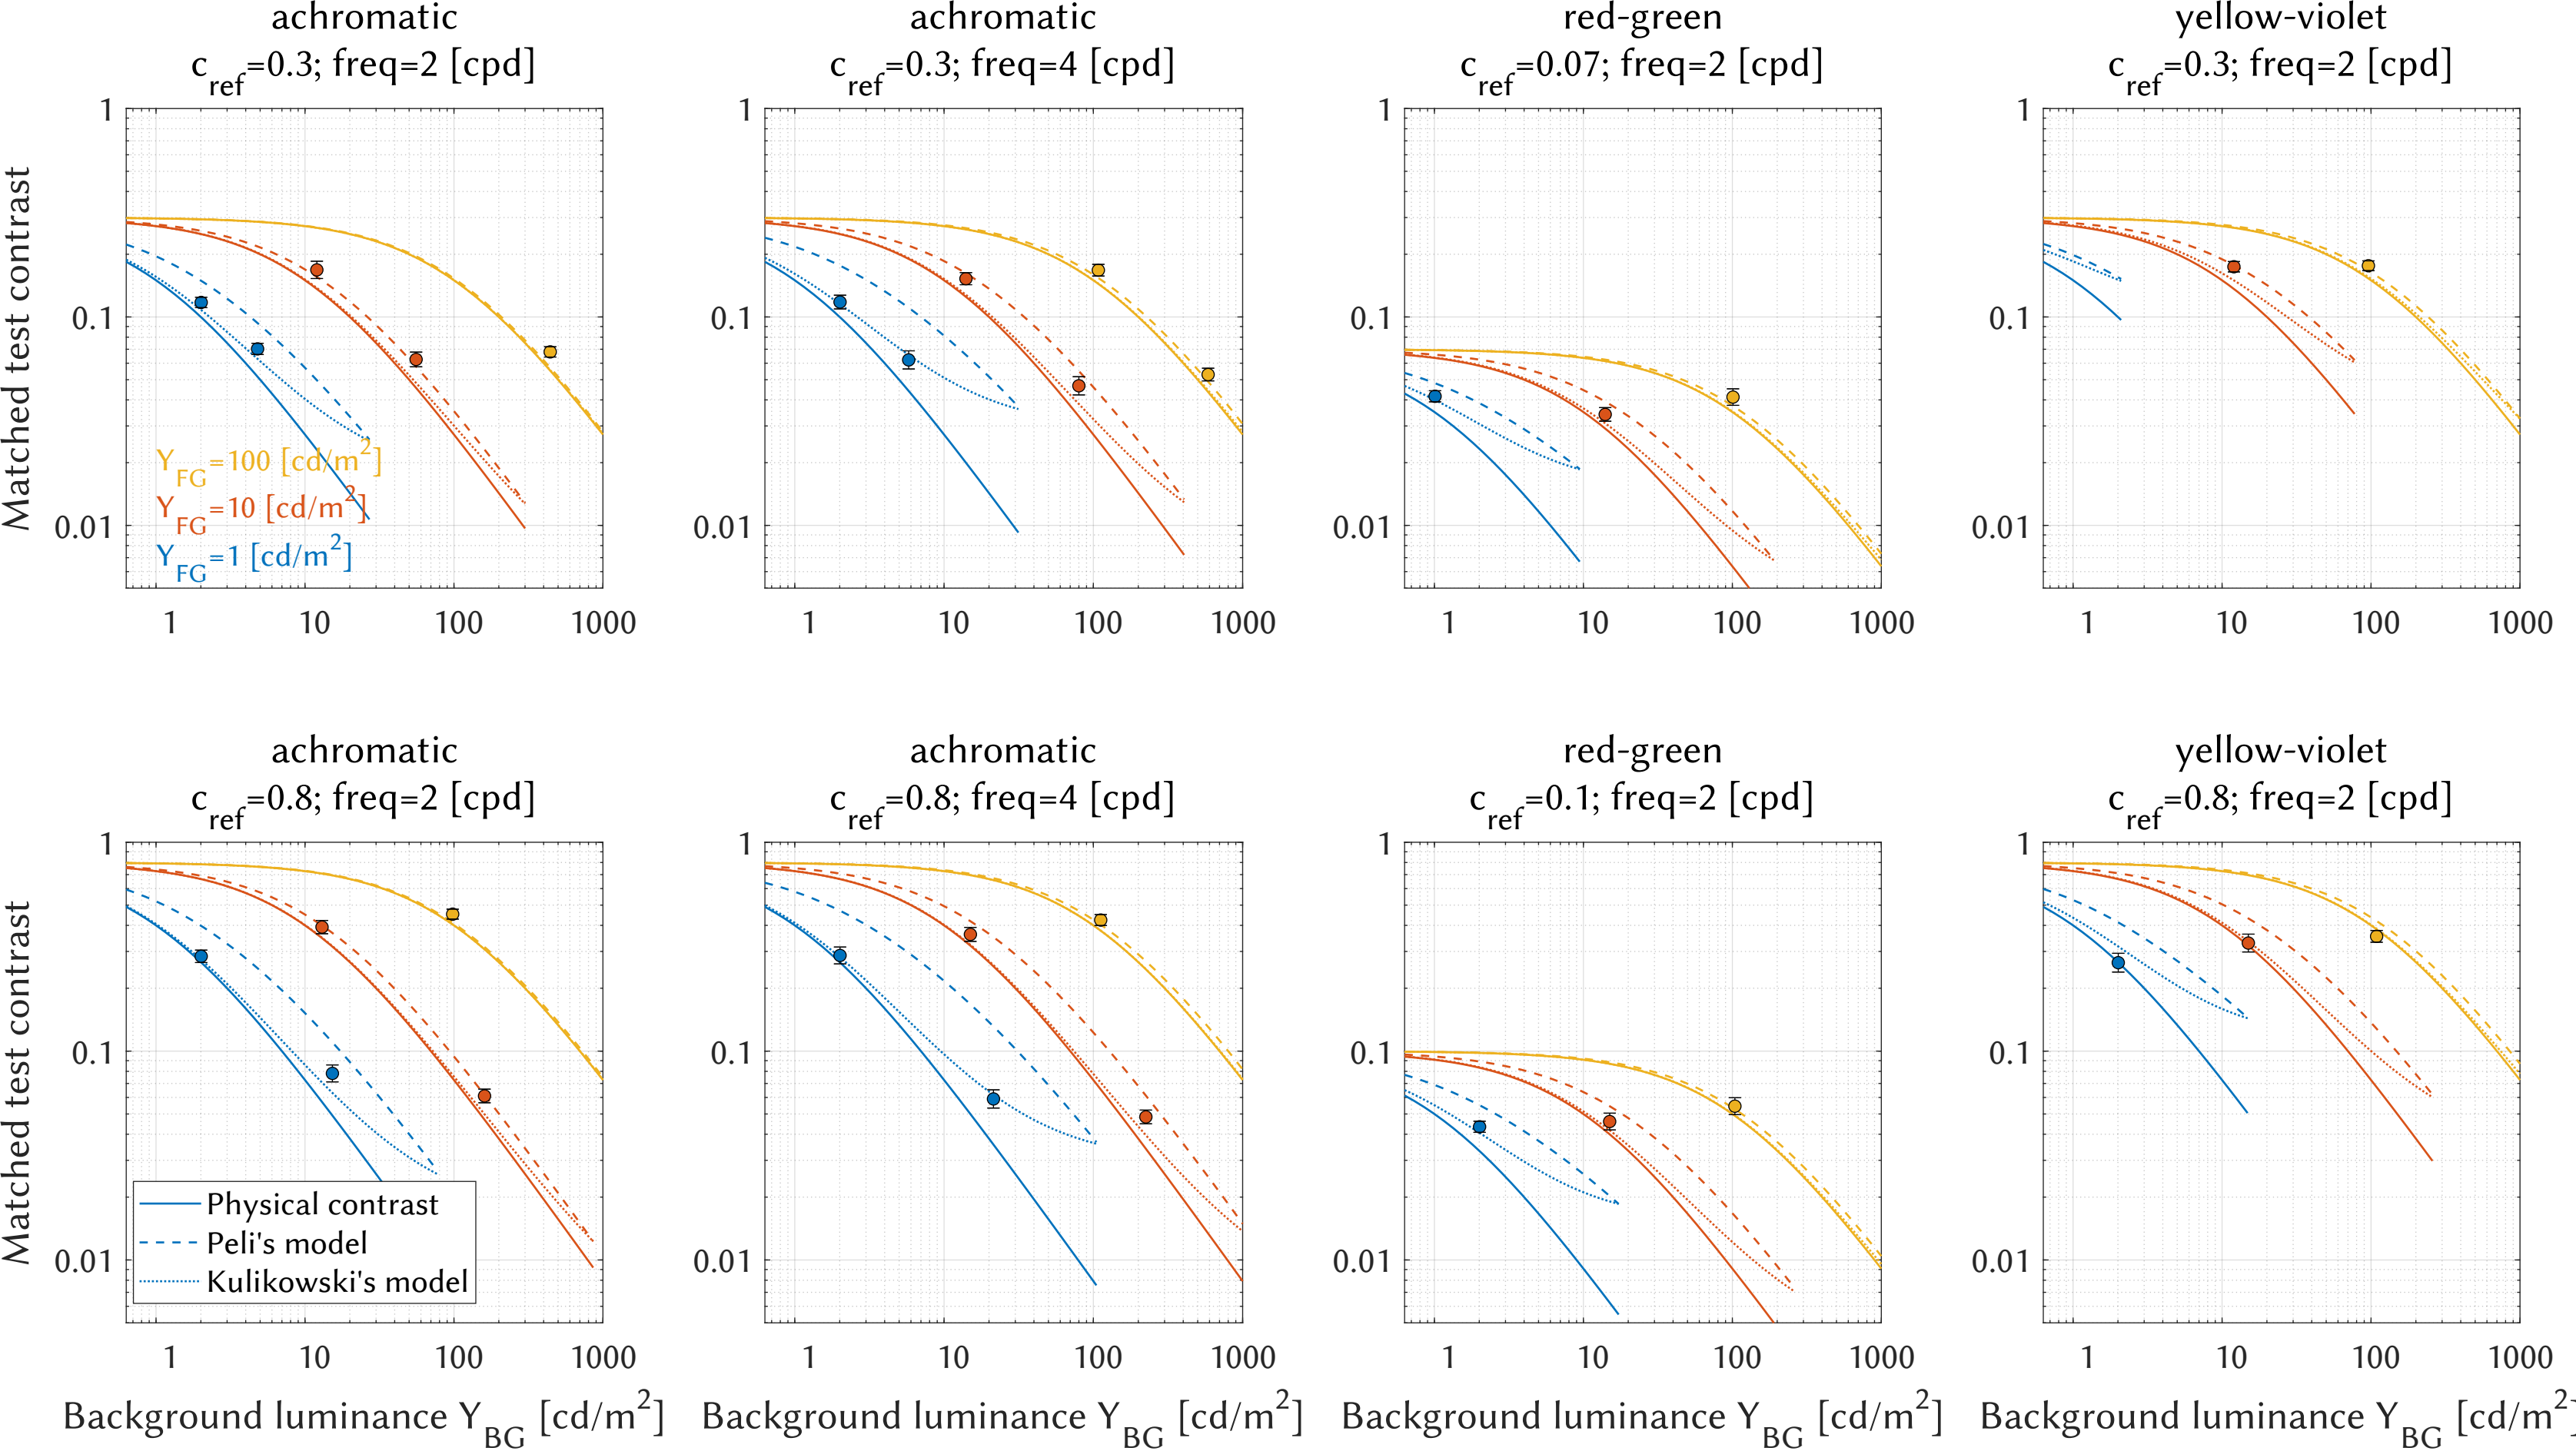 achromatic
c_ref=0.3; freq=2 [cpd]
1
0.1
0.01
Matched test contrast
Y_FG=100 [cd/m²]
Y_FG=10 [cd/m²]
Y_FG=1 [cd/m²]
1 10 100 1000
achromatic
c_ref=0.3; freq=4 [cpd]
1
0.1
0.01
1 10 100 1000
red-green
c_ref=0.07; freq=2 [cpd]
1
0.1
0.01
1 10 100 1000
yellow-violet
c_ref=0.3; freq=2 [cpd]
1
0.1
0.01
1 10 100 1000
achromatic
c_ref=0.8; freq=2 [cpd]
1
0.1
0.01
Matched test contrast
Physical contrast
Peli's model
Kulikowski's model
1 10 100 1000
Background luminance Y_BG [cd/m²]
achromatic
c_ref=0.8; freq=4 [cpd]
1
0.1
0.01
1 10 100 1000
Background luminance Y_BG [cd/m²]
red-green
c_ref=0.1; freq=2 [cpd]
1
0.1
0.01
1 10 100 1000
Background luminance Y_BG [cd/m²]
yellow-violet
c_ref=0.8; freq=2 [cpd]
1
0.1
0.01
1 10 100 1000
Background luminance Y_BG [cd/m²